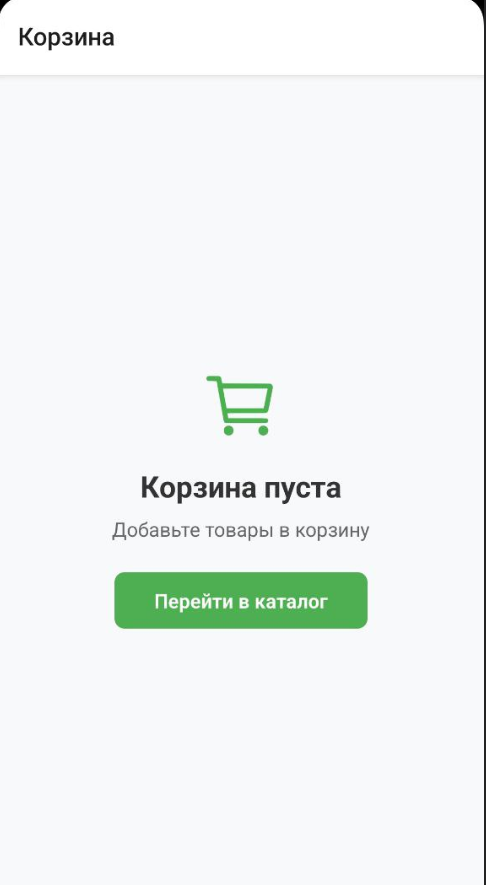 Корзина
Корзина пуста
Добавьте товары в корзину
Перейти в каталог